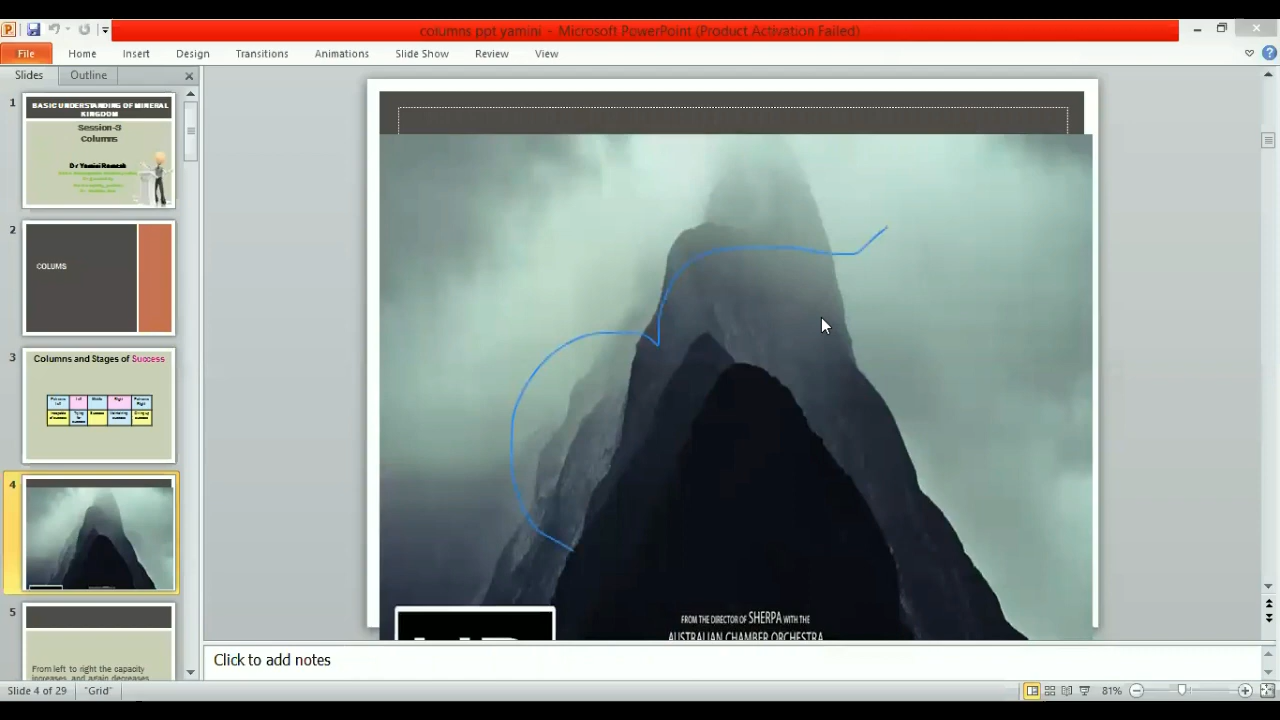 columns ppt yamini - Microsoft PowerPoint (Product Activation Failed)
File Home Insert Design Transitions Animations Slide Show Review View
Slides Outline
1
BASIC UNDERSTANDING OF MINERAL
KINGDOM
Session-3
Columns
2
COLUMS
3
Columns and Stages of Success
4
5
From left to right the capacity
increases and again decreases
FROM THE DIRECTOR OF SHERPA WITH THE
AUSTRALIAN CHAMBER ORCHESTRA
Click to add notes
Slide 4 of 29 "Grid" 81%